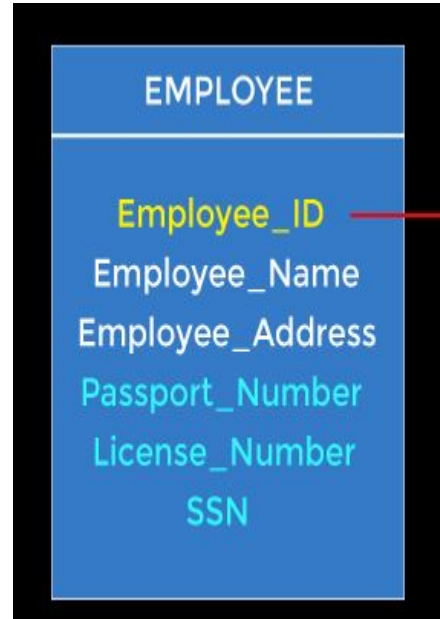 EMPLOYEE
Employee_ID
Employee_Name
Employee_Address
Passport_Number
License_Number
SSN